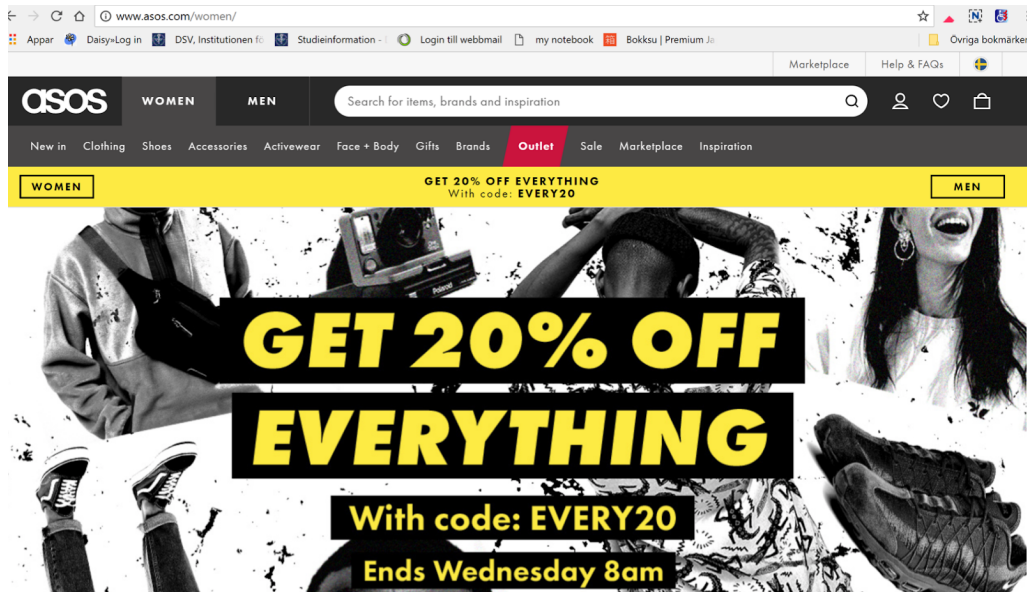 www.asos.com/women/
Appar Daisy»Log in DSV, Institutionen fö Studieinformation - Login till webbmail my notebook Bokksu | Premium Ja Övriga bokmärken
Marketplace Help & FAQs
asos WOMEN MEN Search for items, brands and inspiration
New in Clothing Shoes Accessories Activewear Face + Body Gifts Brands Outlet Sale Marketplace Inspiration
WOMEN GET 20% OFF EVERYTHING MEN
With code: EVERY20
Polaroid
GET 20% OFF
EVERYTHING
With code: EVERY20
Ends Wednesday 8am